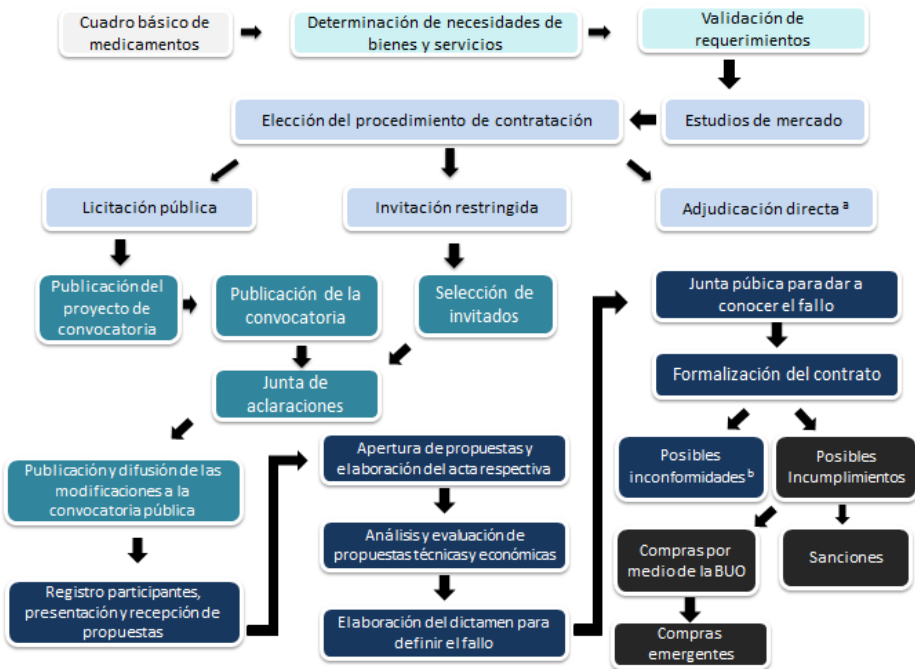 Cuadro básico de
medicamentos
Determinación de necesidades de
bienes y servicios
Validación de
requerimientos
Elección del procedimiento de contratación
Estudios de mercado
Licitación pública
Invitación restringida
Adjudicación directa ª
Publicación del
proyecto de
convocatoria
Publicación de la
convocatoria
Selección de
invitados
Junta púbica para dar a
conocer el fallo
Junta de
aclaraciones
Formalización del contrato
Publicación y difusión de las
modificaciones a la
convocatoria pública
Apertura de propuestas y
elaboración del acta respectiva
Posibles
inconformidades ᵇ
Posibles
Incumplimientos
Análisis y evaluación de
propuestas técnicas y económicas
Compras por
medio de la BUO
Sanciones
Registro participantes,
presentación y recepción de
propuestas
Elaboración del dictamen para
definir el fallo
Compras
emergentes